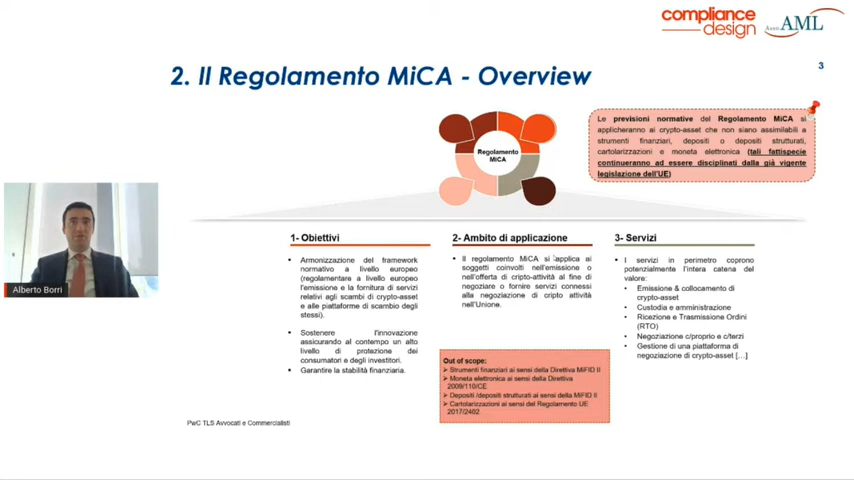 compliance
design
Assoc AML
3
2. Il Regolamento MiCA - Overview
Regolamento
MiCA
Le previsioni normative del Regolamento MiCA si
applicheranno ai crypto-asset che non siano assimilabili a
strumenti finanziari, depositi o depositi strutturati,
cartolarizzazioni e moneta elettronica (tali fattispecie
continueranno ad essere disciplinati dalla già vigente
legislazione dell'UE)
1- Obiettivi
• Armonizzazione del framework
normativo a livello europeo
(regolamentare a livello europeo
l'emissione e la fornitura di servizi
relativi agli scambi di crypto-asset
e alle piattaforme di scambio degli
stessi).
• Sostenere l'innovazione
assicurando al contempo un alto
livello di protezione dei
consumatori e degli investitori.
• Garantire la stabilità finanziaria.
2- Ambito di applicazione
• Il regolamento MiCA si applica ai
soggetti coinvolti nell'emissione o
nell'offerta di cripto-attività al fine di
negoziare o fornire servizi connessi
alla negoziazione di cripto attività
nell'Unione.
Out of scope:
➢ Strumenti finanziari ai sensi della Direttiva MiFID II
➢ Moneta elettronica ai sensi della Direttiva
2009/110/CE
➢ Depositi /depositi strutturati ai sensi della MiFID II
➢ Cartolarizzazioni ai sensi del Regolamento UE
2017/2402
3- Servizi
• I servizi in perimetro coprono
potenzialmente l'intera catena del
valore:
• Emissione & collocamento di
crypto-asset
• Custodia e amministrazione
• Ricezione e Trasmissione Ordini
(RTO)
• Negoziazione c/proprio e c/terzi
• Gestione di una piattaforma di
negoziazione di crypto-asset [...]
Alberto Borri
PwC TLS Avvocati e Commercialisti